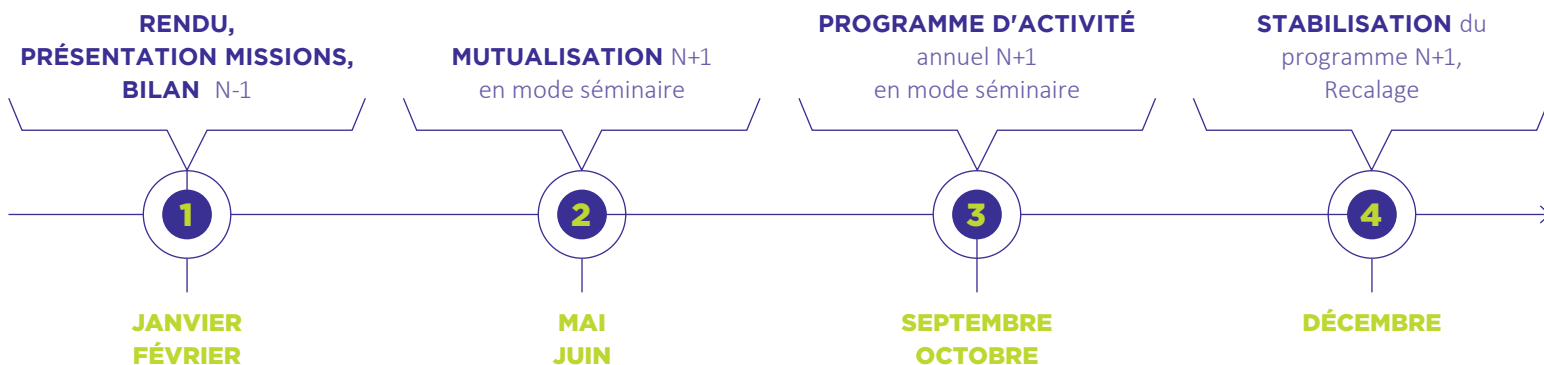 RENDU,
PRÉSENTATION MISSIONS,
BILAN N-1
MUTUALISATION N+1
en mode séminaire
PROGRAMME D'ACTIVITÉ
annuel N+1
en mode séminaire
STABILISATION du
programme N+1,
Recalage
1
2
3
4
JANVIER
FÉVRIER
MAI
JUIN
SEPTEMBRE
OCTOBRE
DÉCEMBRE